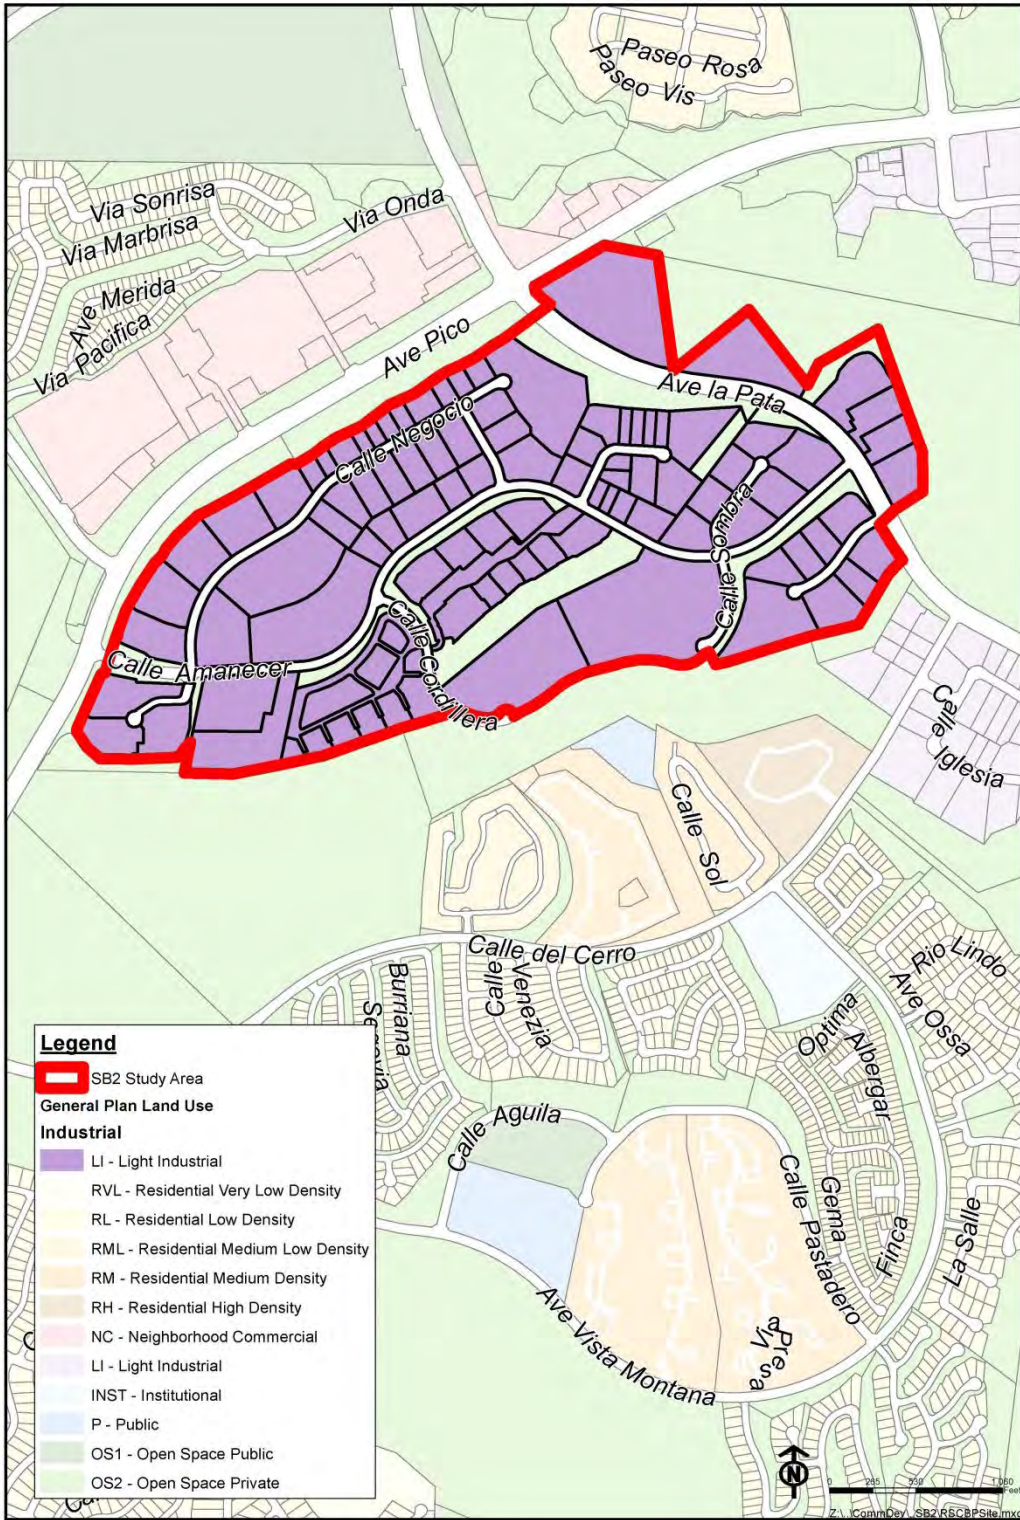 Paseo Rosa
Paseo Vis
Via Sonrisa
Via Onda
Via Marbrisa
Ave Merida
Via Pacifica
Ave Pico
Ave la Pata
Calle Negocio
Calle Sombra
Calle Cordillera
Calle Amanecer
Calle Iglesia
Calle Sol
Calle del Cerro
Rio Lindo
Ave Ossa
Calle Venezia
Burriana
Segovia
Optima
Albergar
Calle Aguila
Gema
Calle Pastadero
Finca
La Salle
Ave Vista Montana
Via Presa
Legend
SB2 Study Area
General Plan Land Use
Industrial
LI - Light Industrial
RVL - Residential Very Low Density
RL - Residential Low Density
RML - Residential Medium Low Density
RM - Residential Medium Density
RH - Residential High Density
NC - Neighborhood Commercial
LI - Light Industrial
INST - Institutional
P - Public
OS1 - Open Space Public
OS2 - Open Space Private
N
0 265 530 1,060
Feet